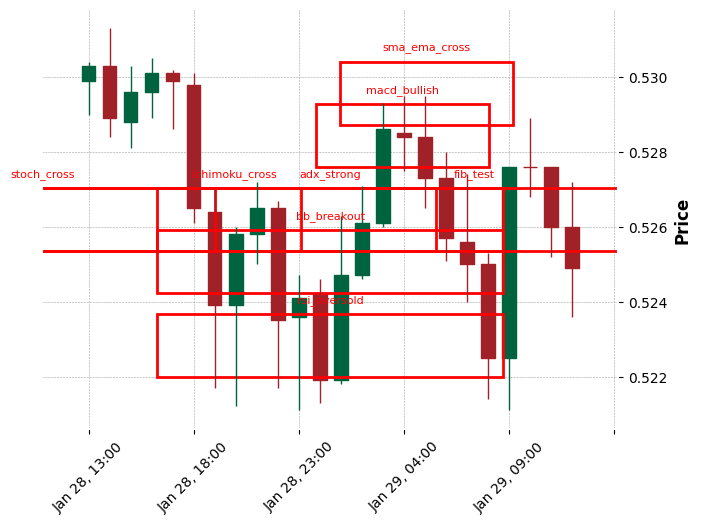 sma_ema_cross
0.530
macd_bullish
0.528
stoch_cross
adx_strong
fib_test
bb_breakout
0.526
Price
0.524
0.522
Jan 28, 13:00
Jan 28, 18:00
Jan 28, 23:00
Jan 29, 04:00
Jan 29, 09:00